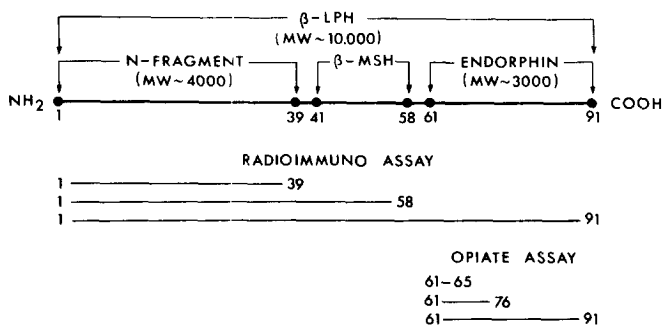 β-LPH
(MW~10.000)
N-FRAGMENT β-MSH ENDORPHIN
(MW~4000) (MW~3000)
NH2 COOH
1 39 41 58 61 91
RADIOIMMUNO ASSAY
1 39
1 58
1 91
OPIATE ASSAY
61-65
61 76
61 91